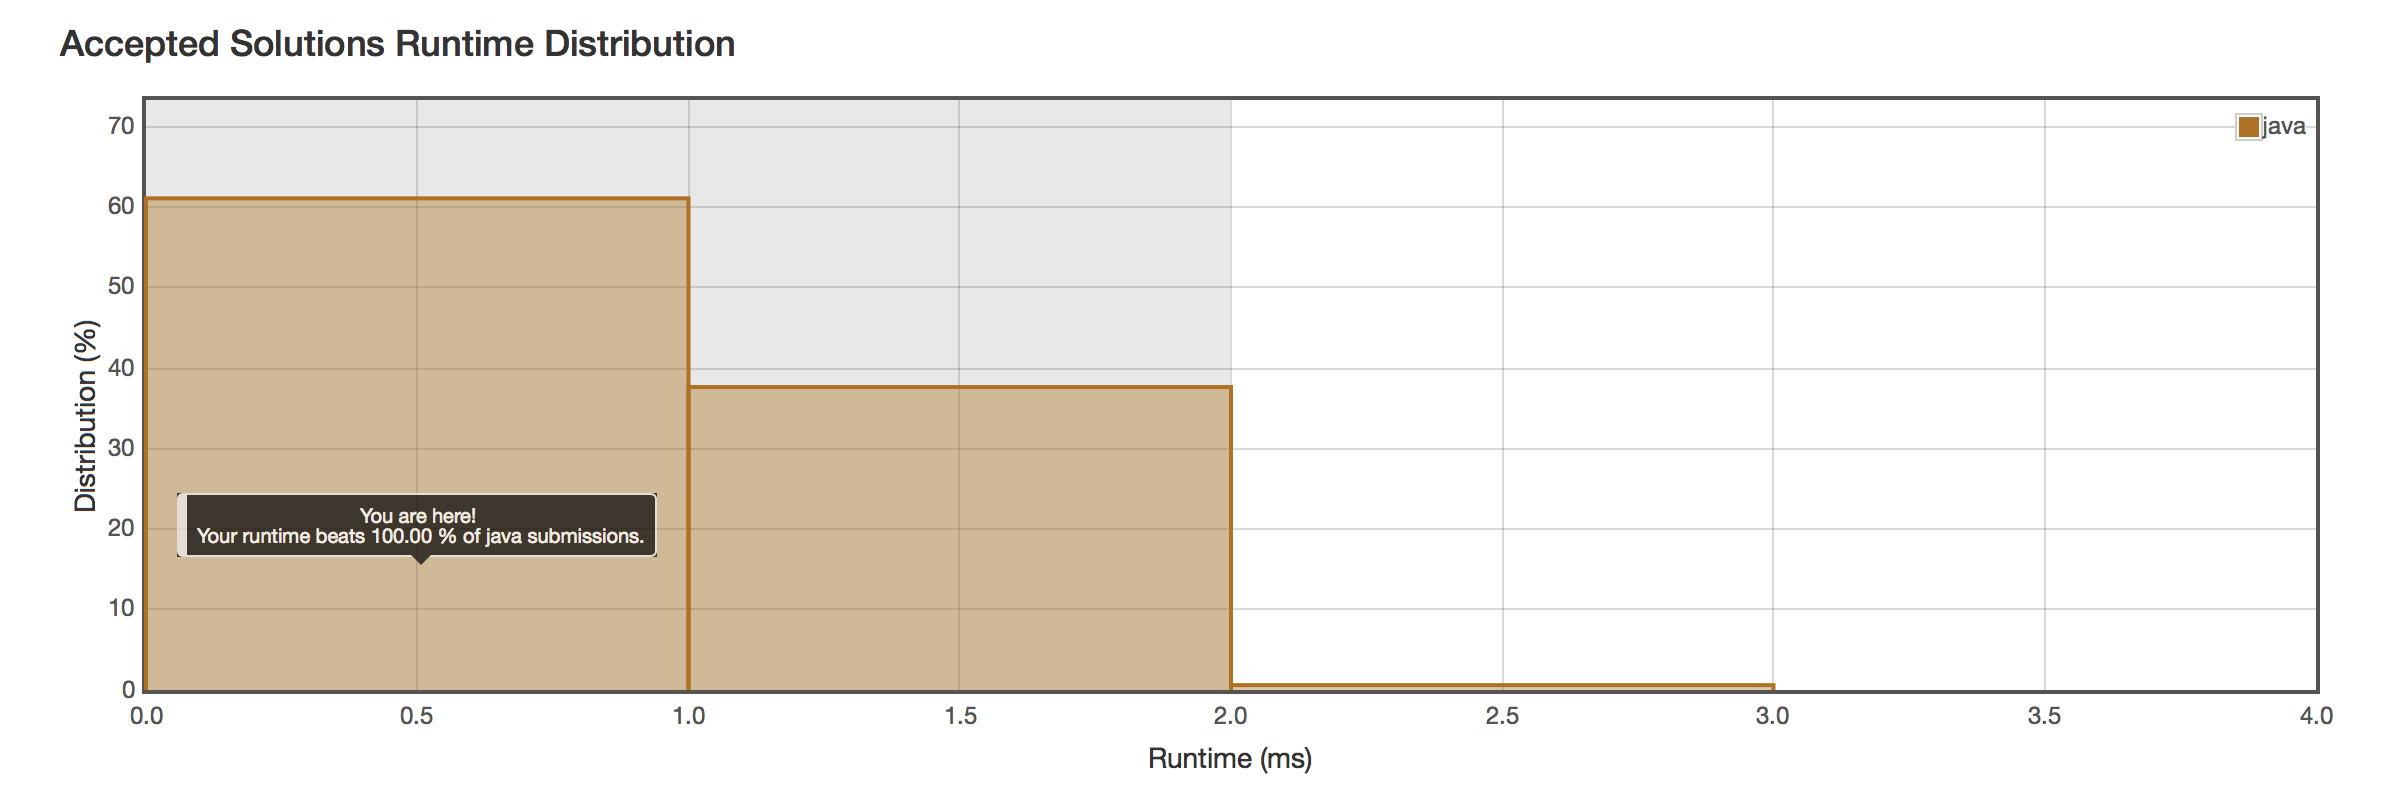 Accepted Solutions Runtime Distribution
java
70
60
50
40
30
20
10
0
Distribution (%)
You are here!
Your runtime beats 100.00 % of java submissions.
0.0 0.5 1.0 1.5 2.0 2.5 3.0 3.5 4.0
Runtime (ms)